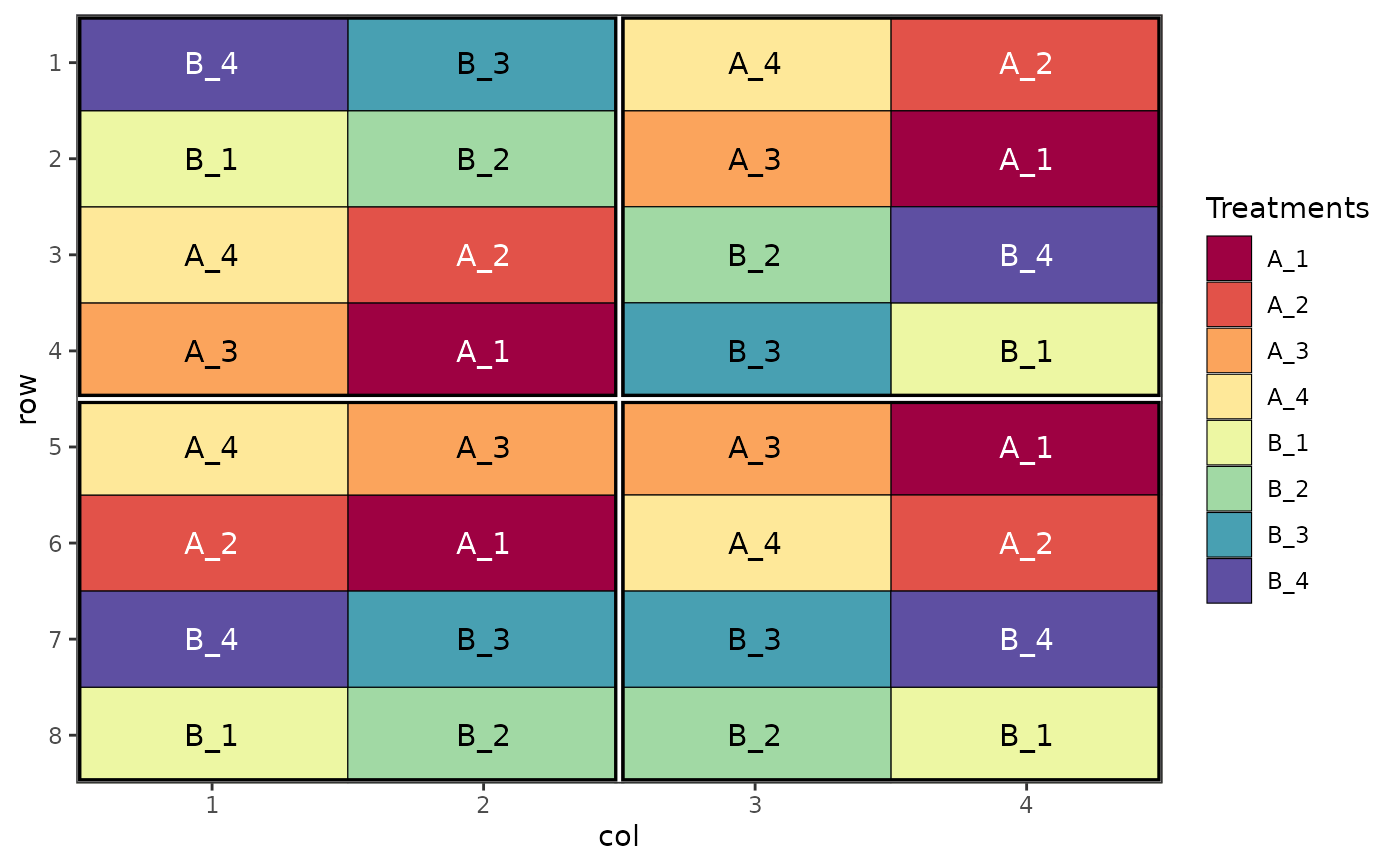 1 B_4 B_3 A_4 A_2
2 B_1 B_2 A_3 A_1
3 A_4 A_2 B_2 B_4
4 A_3 A_1 B_3 B_1
5 A_4 A_3 A_3 A_1
6 A_2 A_1 A_4 A_2
7 B_4 B_3 B_3 B_4
8 B_1 B_2 B_2 B_1
row
1 2 3 4
col
Treatments
A_1
A_2
A_3
A_4
B_1
B_2
B_3
B_4